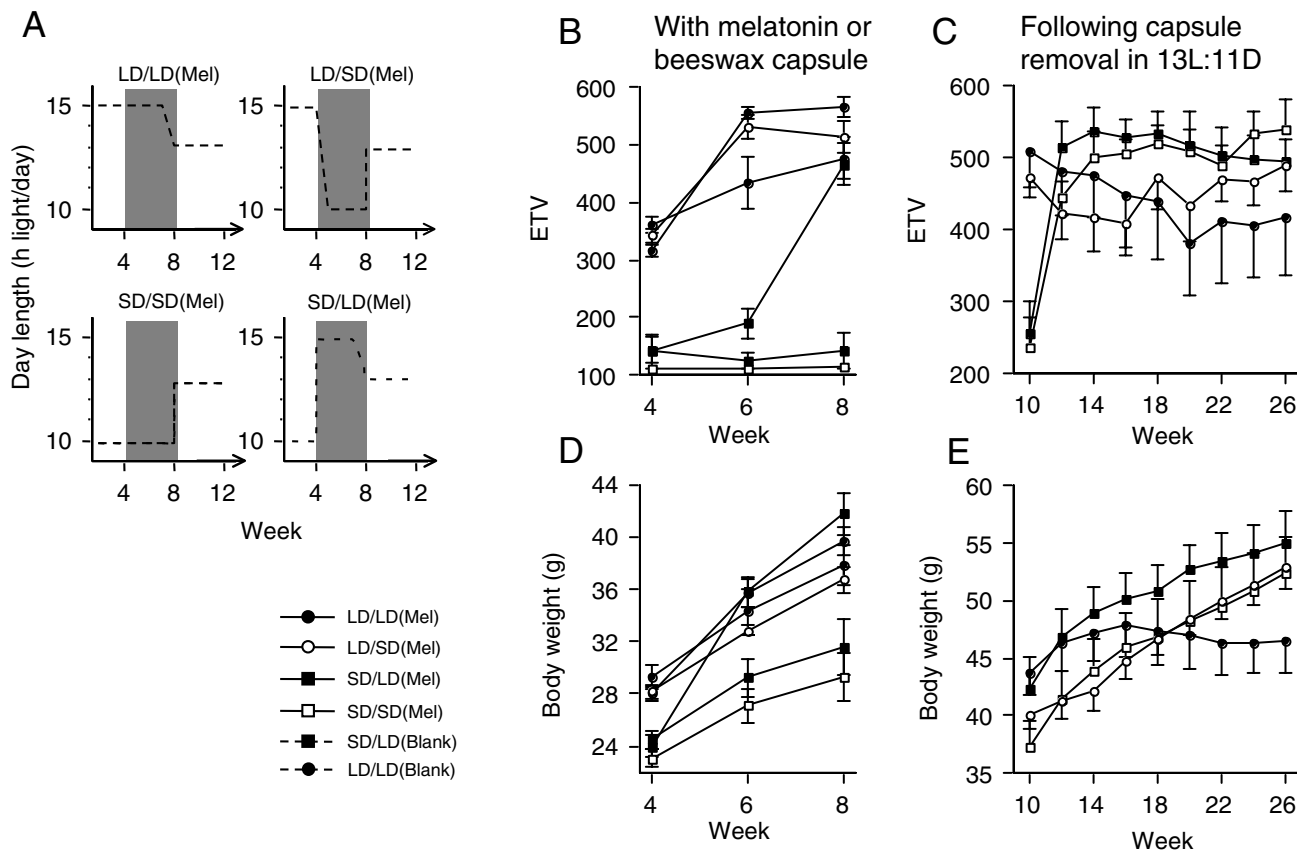 A
LD/LD(Mel)
LD/SD(Mel)
15
10
4 8 12
15
10
4 8 12
SD/SD(Mel)
SD/LD(Mel)
15
10
4 8 12
15
10
4 8 12
Day length (h light/day)
Week
LD/LD(Mel)
LD/SD(Mel)
SD/LD(Mel)
SD/SD(Mel)
SD/LD(Blank)
LD/LD(Blank)
B
With melatonin or
beeswax capsule
600
500
400
300
200
100
ETV
4 6 8
Week
C
Following capsule
removal in 13L:11D
600
500
400
300
200
ETV
10 14 18 22 26
Week
D
44
40
36
32
28
24
Body weight (g)
4 6 8
Week
E
60
55
50
45
40
35
Body weight (g)
10 14 18 22 26
Week